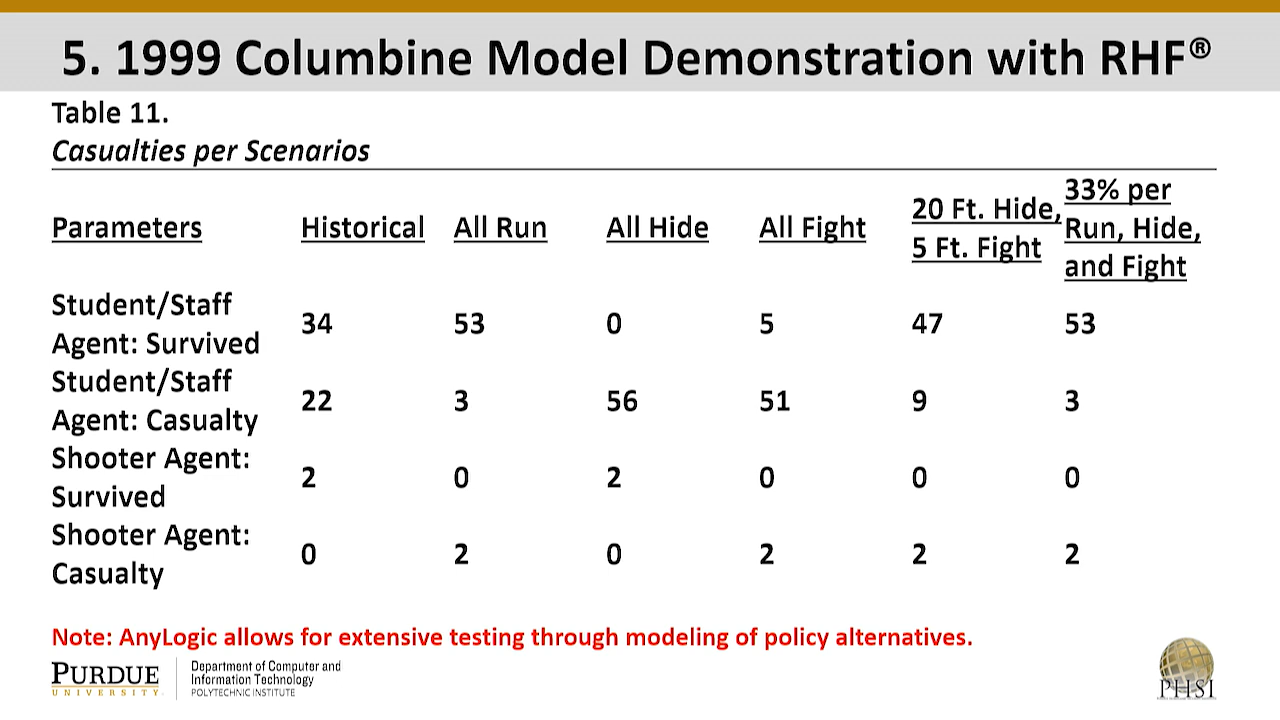 5. 1999 Columbine Model Demonstration with RHF®
Table 11.
Casualties per Scenarios
Parameters Historical All Run All Hide All Fight 20 Ft. Hide, 5 Ft. Fight 33% per Run, Hide, and Fight
Student/Staff Agent: Survived 34 53 0 5 47 53
Student/Staff Agent: Casualty 22 3 56 51 9 3
Shooter Agent: Survived 2 0 2 0 0 0
Shooter Agent: Casualty 0 2 0 2 2 2
Note: AnyLogic allows for extensive testing through modeling of policy alternatives.
PURDUE
UNIVERSITY
Department of Computer and
Information Technology
POLYTECHNIC INSTITUTE
PHSI